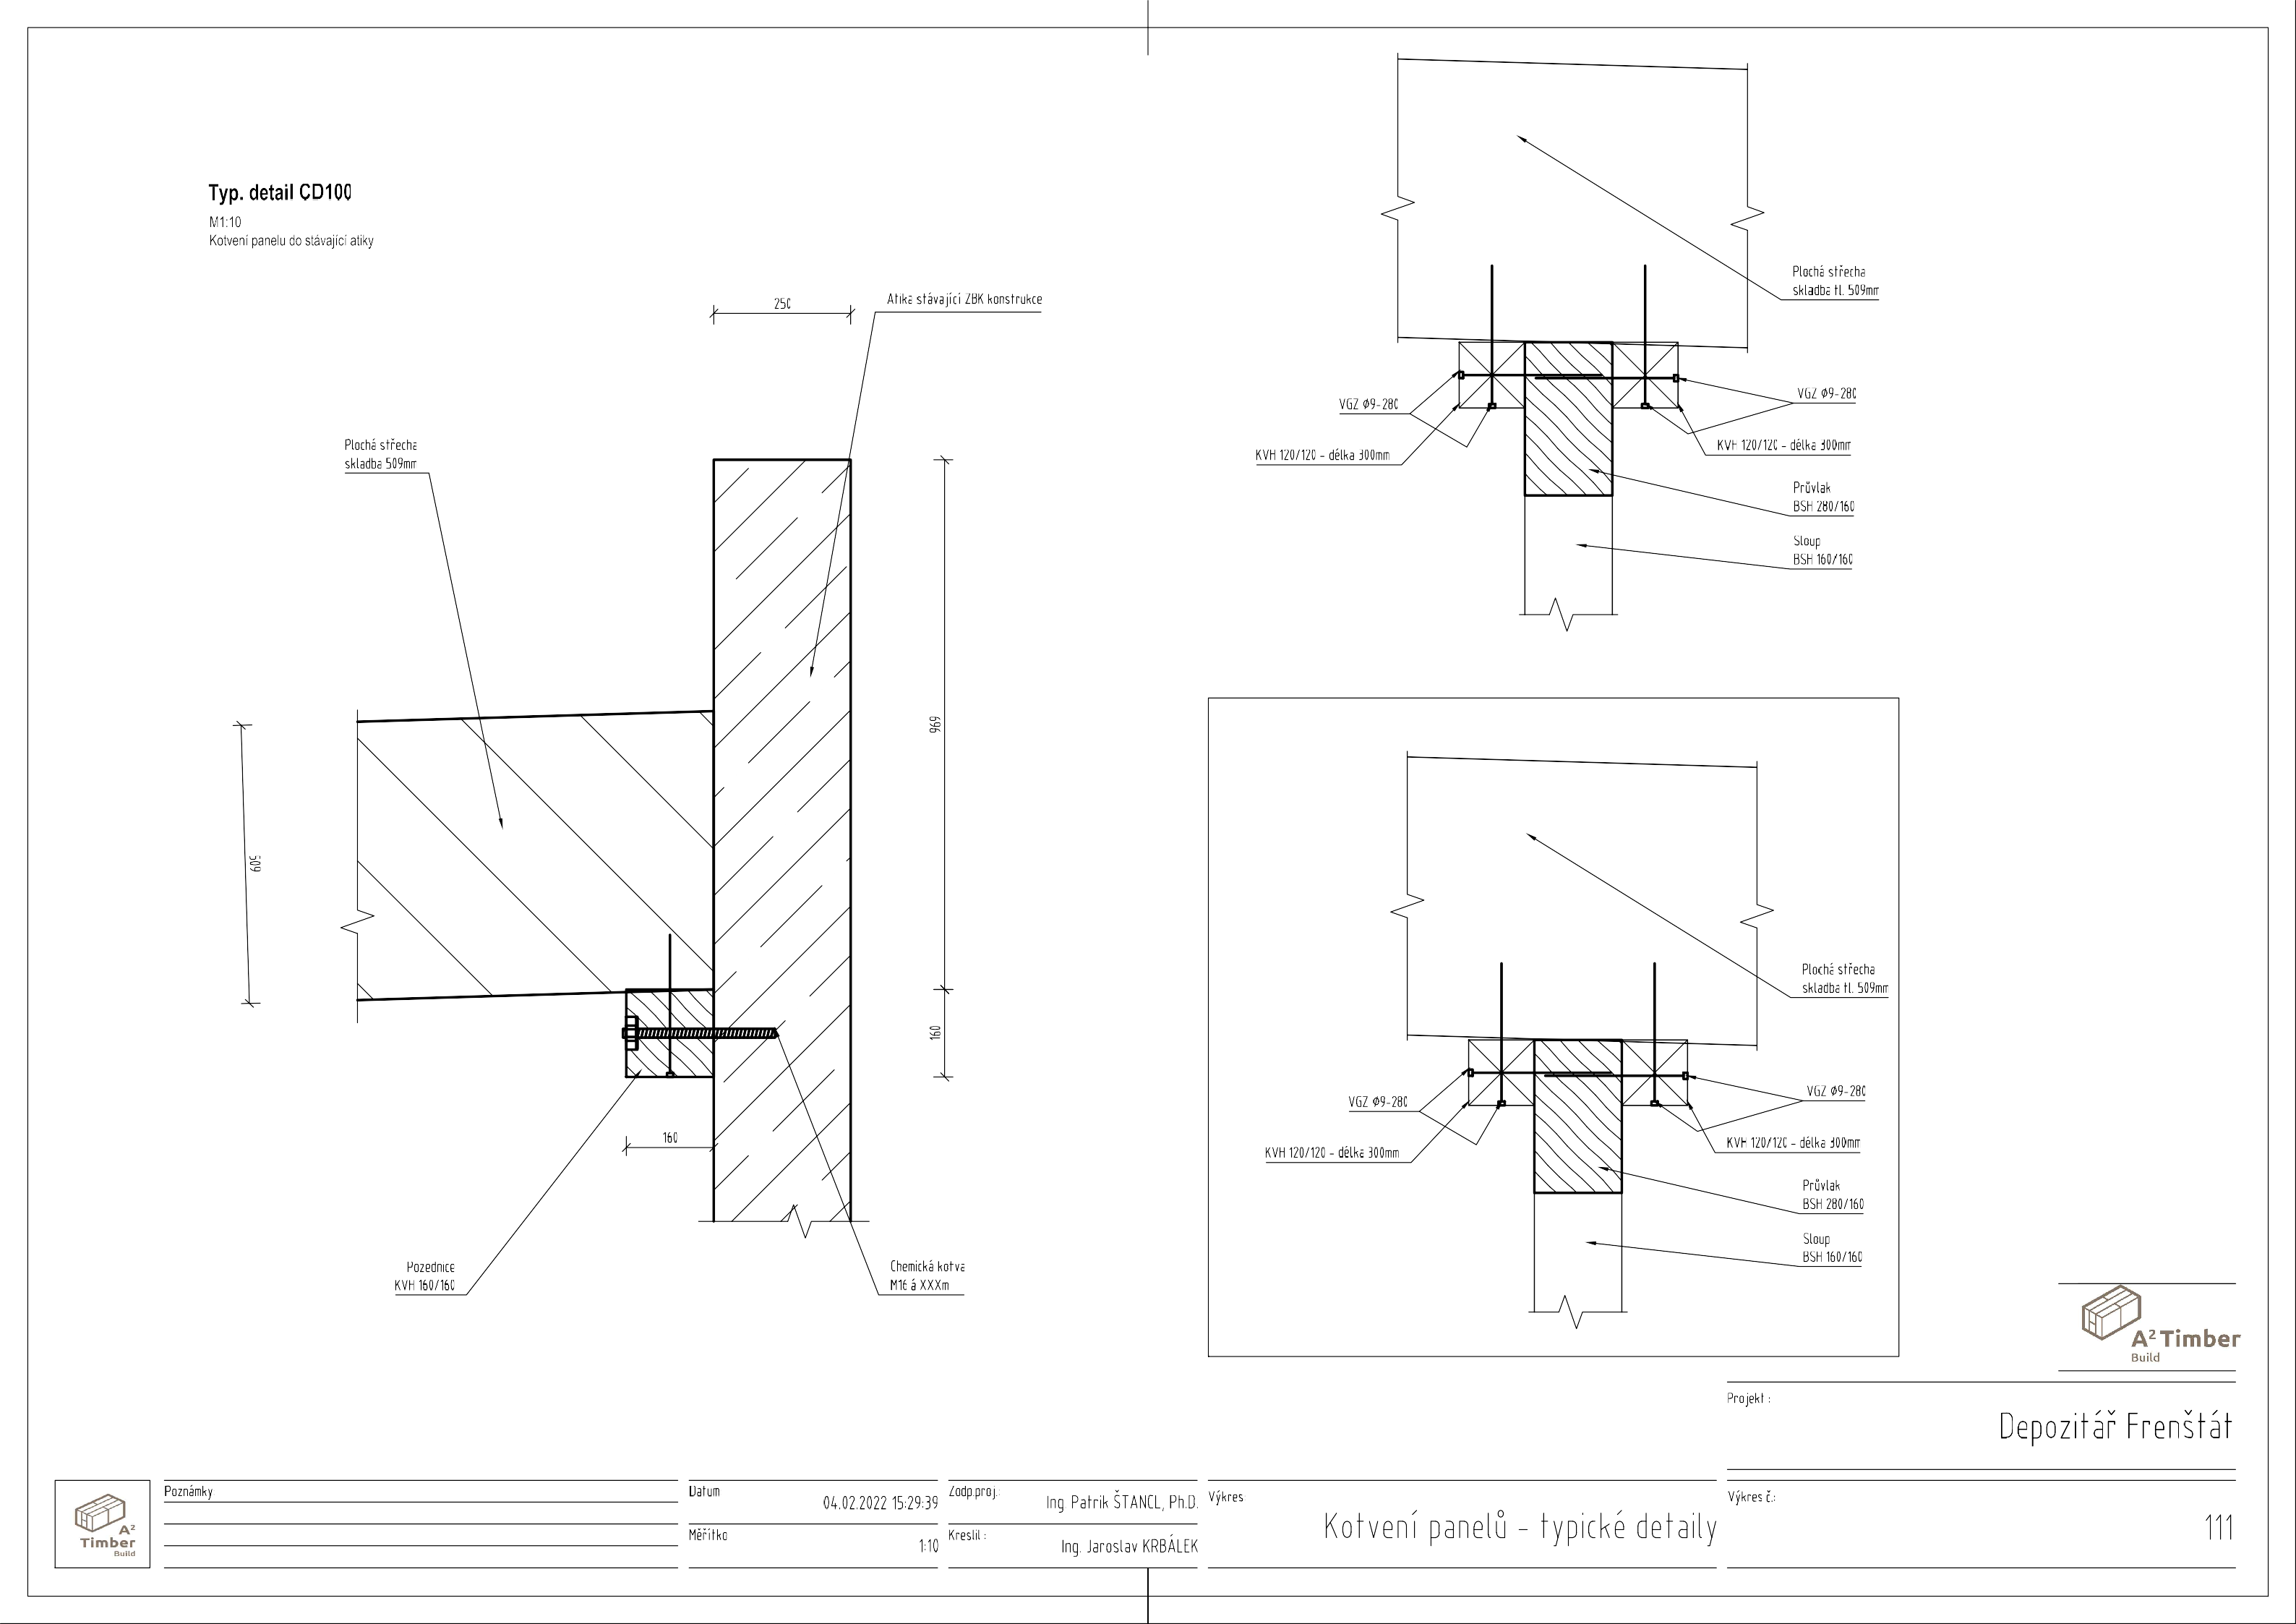 Typ. detail CD100
M1:10
Kotvení panelu do stávající atiky
250
Atika stávající ŽBK konstrukce
Plochá střecha
skladba 509mm
509
969
160
160
Pozednice
KVH 160/160
Chemická kotva
M16 á XXXm
Plochá střecha
skladba tl. 509mm
VGZ Ø9-280
VGZ Ø9-280
KVH 120/120 - délka 300mm
KVH 120/120 - délka 300mm
Průvlak
BSH 280/160
Sloup
BSH 160/160
Plochá střecha
skladba tl. 509mm
VGZ Ø9-280
VGZ Ø9-280
KVH 120/120 - délka 300mm
KVH 120/120 - délka 300mm
Průvlak
BSH 280/160
Sloup
BSH 160/160
A² Timber
Build
Projekt :
Depozitář Frenštát
A²
Timber
Build
Poznámky
Datum
04.02.2022 15:29:39
Měřítko
1:10
Zodp.proj.:
Ing. Patrik ŠTANCL, Ph.D.
Kreslil :
Ing. Jaroslav KRBÁLEK
Výkres
Kotvení panelů - typické detaily
Výkres č.:
111